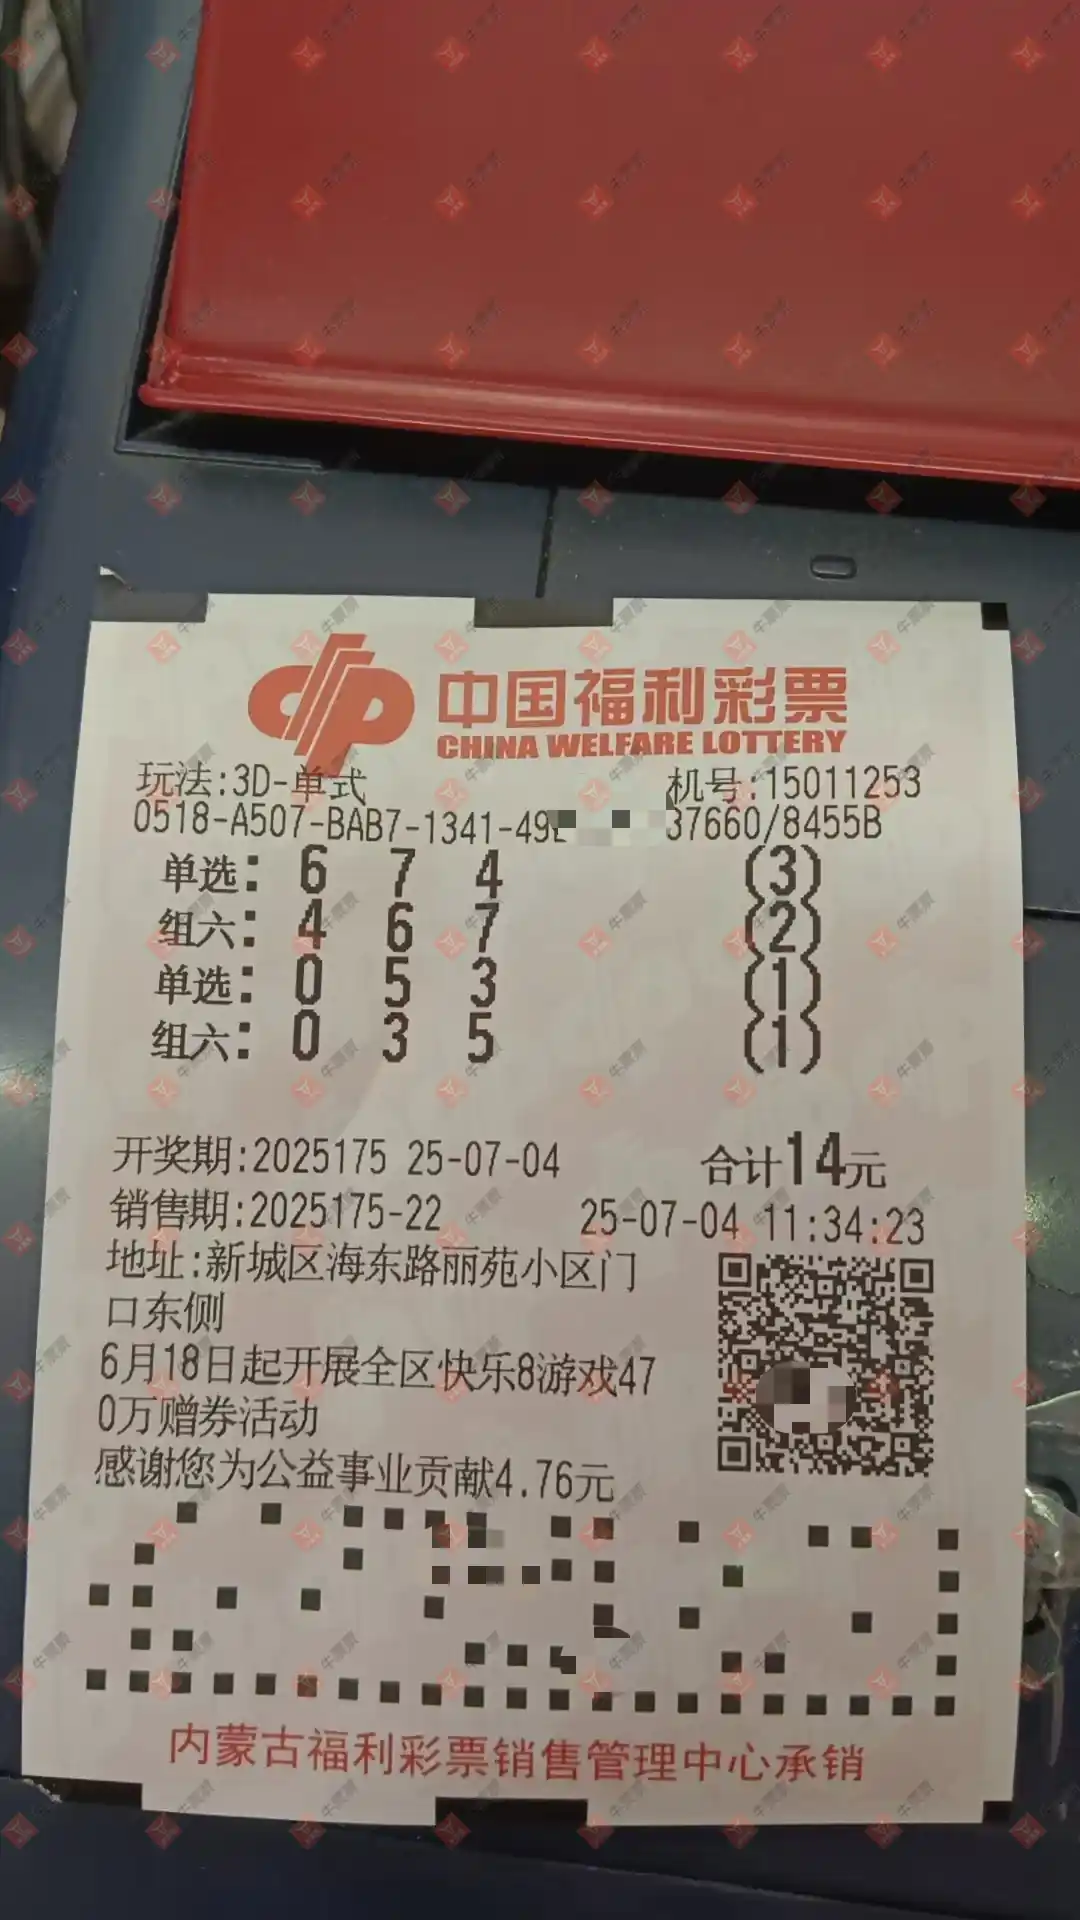 中国福利彩票
CHINA WELFARE LOTTERY
玩法:3D-单式 机号:15011253
0518-A507-BAB7-1341-49 37660/8455B
单选: 6 7 4 (3)
组六: 4 6 7 (2)
单选: 0 5 3 (1)
组六: 0 3 5 (1)
开奖期:2025175 25-07-04 合计14元
销售期:2025175-22 25-07-04 11:34:23
地址:新城区海东路丽苑小区门
口东侧
6月18日起开展全区快乐8游戏47
0万赠券活动
感谢您为公益事业贡献4.76元
内蒙古福利彩票销售管理中心承销